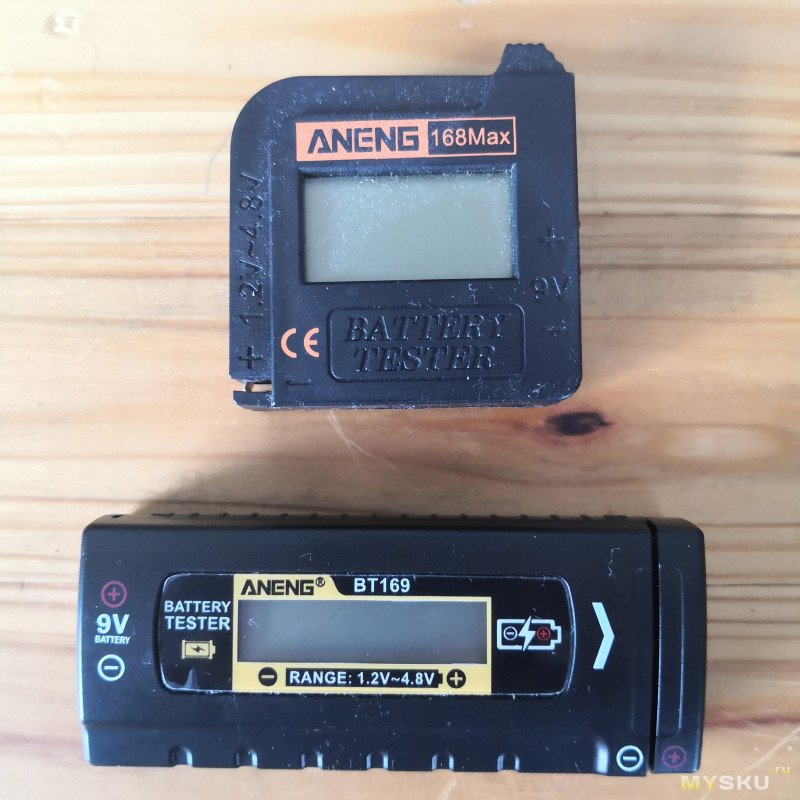 ANENG 168Max
+ 1.2V~4.8V
+
9V
−
CE
BATTERY
TESTER
−
ANENG® BT169
BATTERY
TESTER
+
9V
BATTERY
−
− +
− RANGE: 1.2V~4.8V +
− +
MYSKU.ru